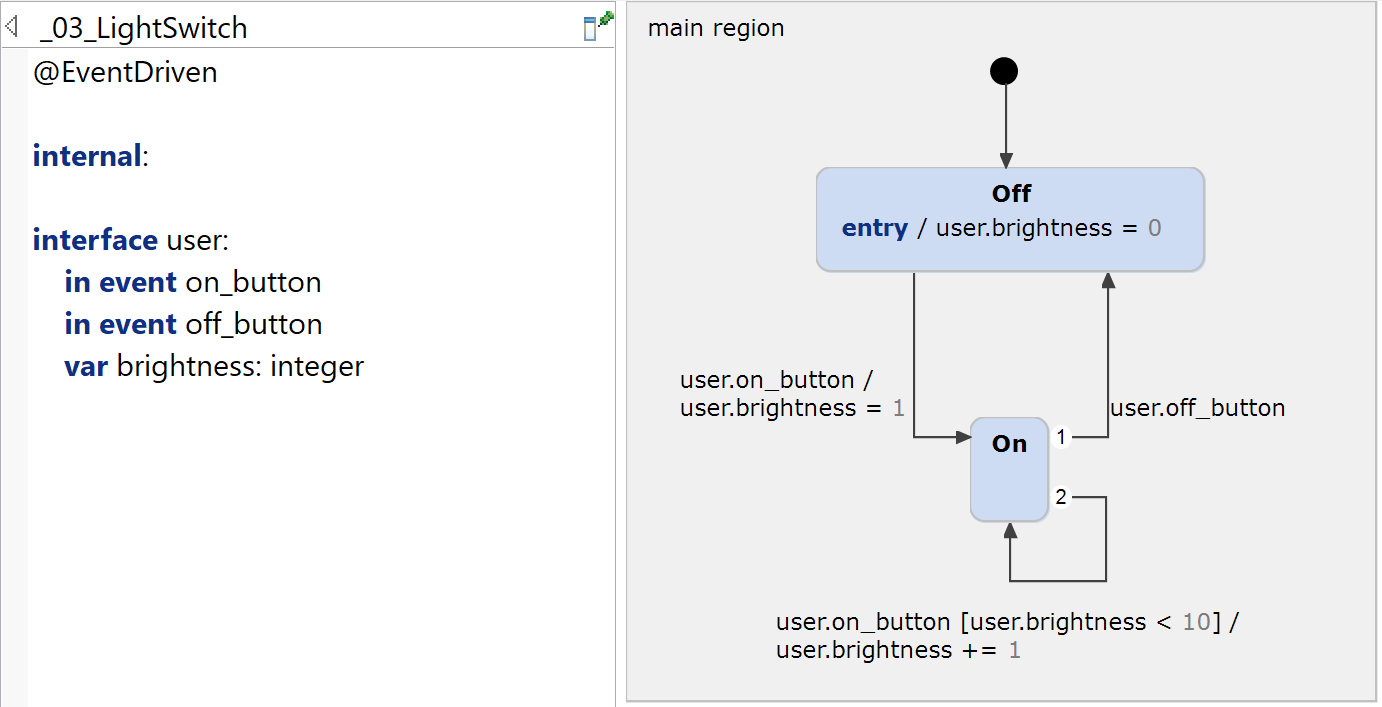 _03_LightSwitch
@EventDriven
internal:
interface user:
in event on_button
in event off_button
var brightness: integer
main region
Off
entry / user.brightness = 0
user.on_button /
user.brightness = 1
user.off_button
On
1
2
user.on_button [user.brightness < 10] /
user.brightness += 1